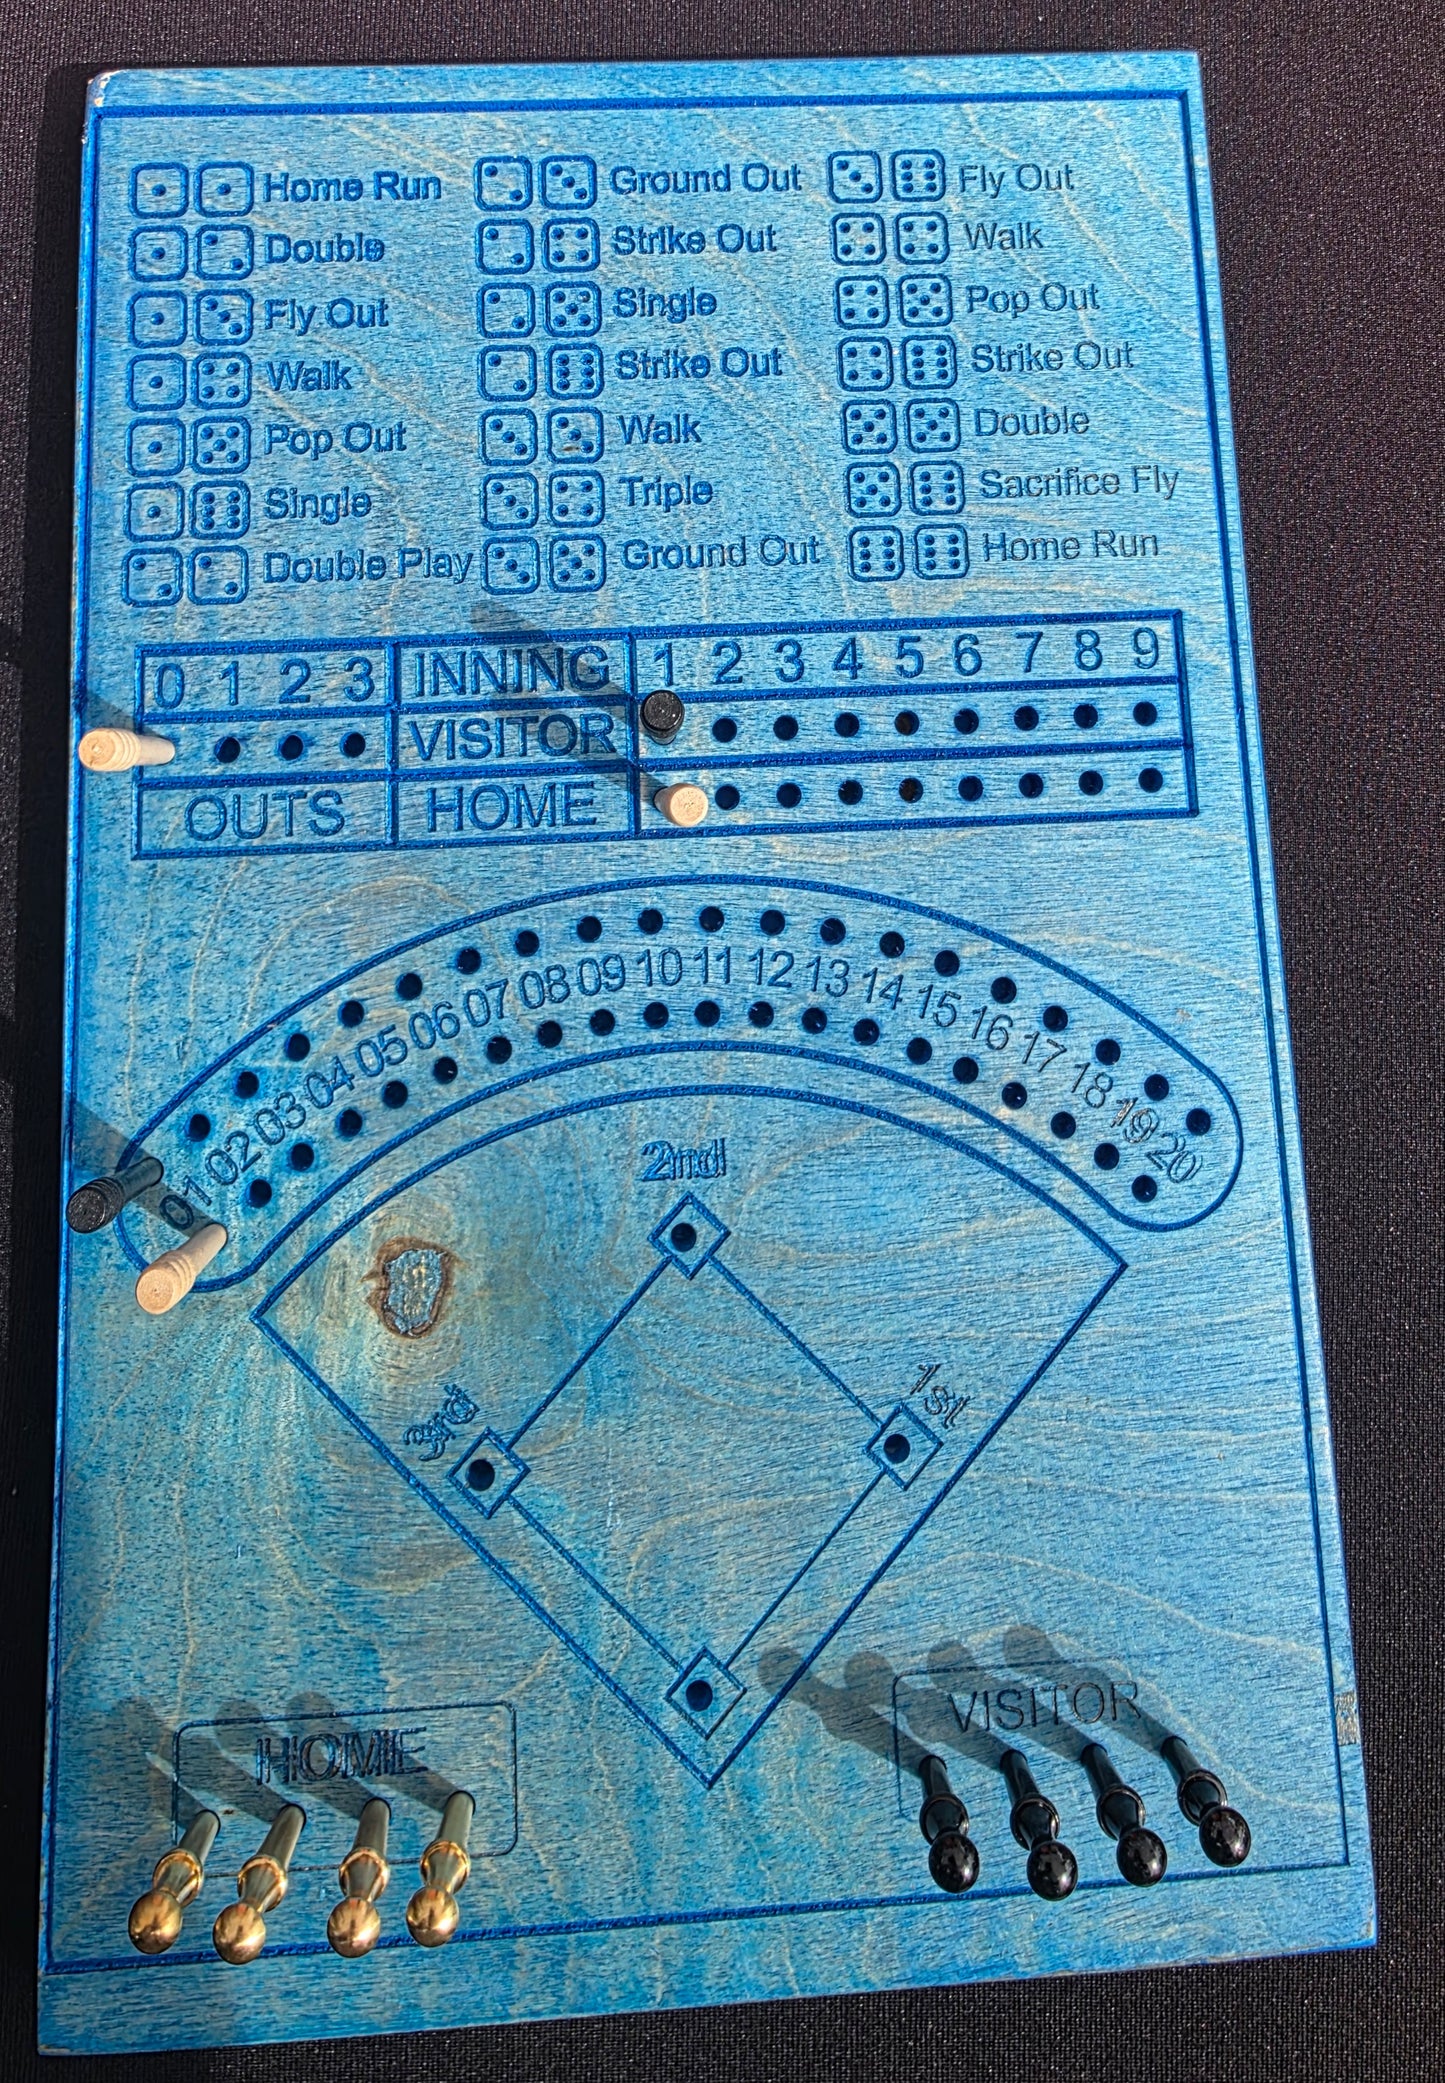 Home Run
Double
Fly Out
Walk
Pop Out
Single
Double Play
Ground Out
Strike Out
Single
Strike Out
Walk
Triple
Ground Out
Fly Out
Walk
Pop Out
Strike Out
Double
Sacrifice Fly
Home Run
0 1 2 3 INNING 1 2 3 4 5 6 7 8 9
VISITOR
OUTS HOME
01 02 03 04 05 06 07 08 09 10 11 12 13 14 15 16 17 18 19 20
2nd
3rd
1st
HOME
VISITOR